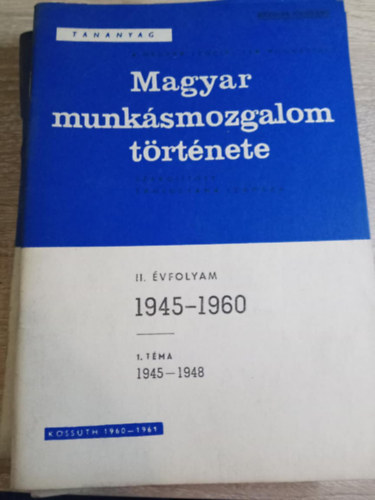 TANANYAG
Magyar
munkásmozgalom
története
II. ÉVFOLYAM
1945–1960
1. TÉMA
1945—1948
KOSSUTH 1960—1961